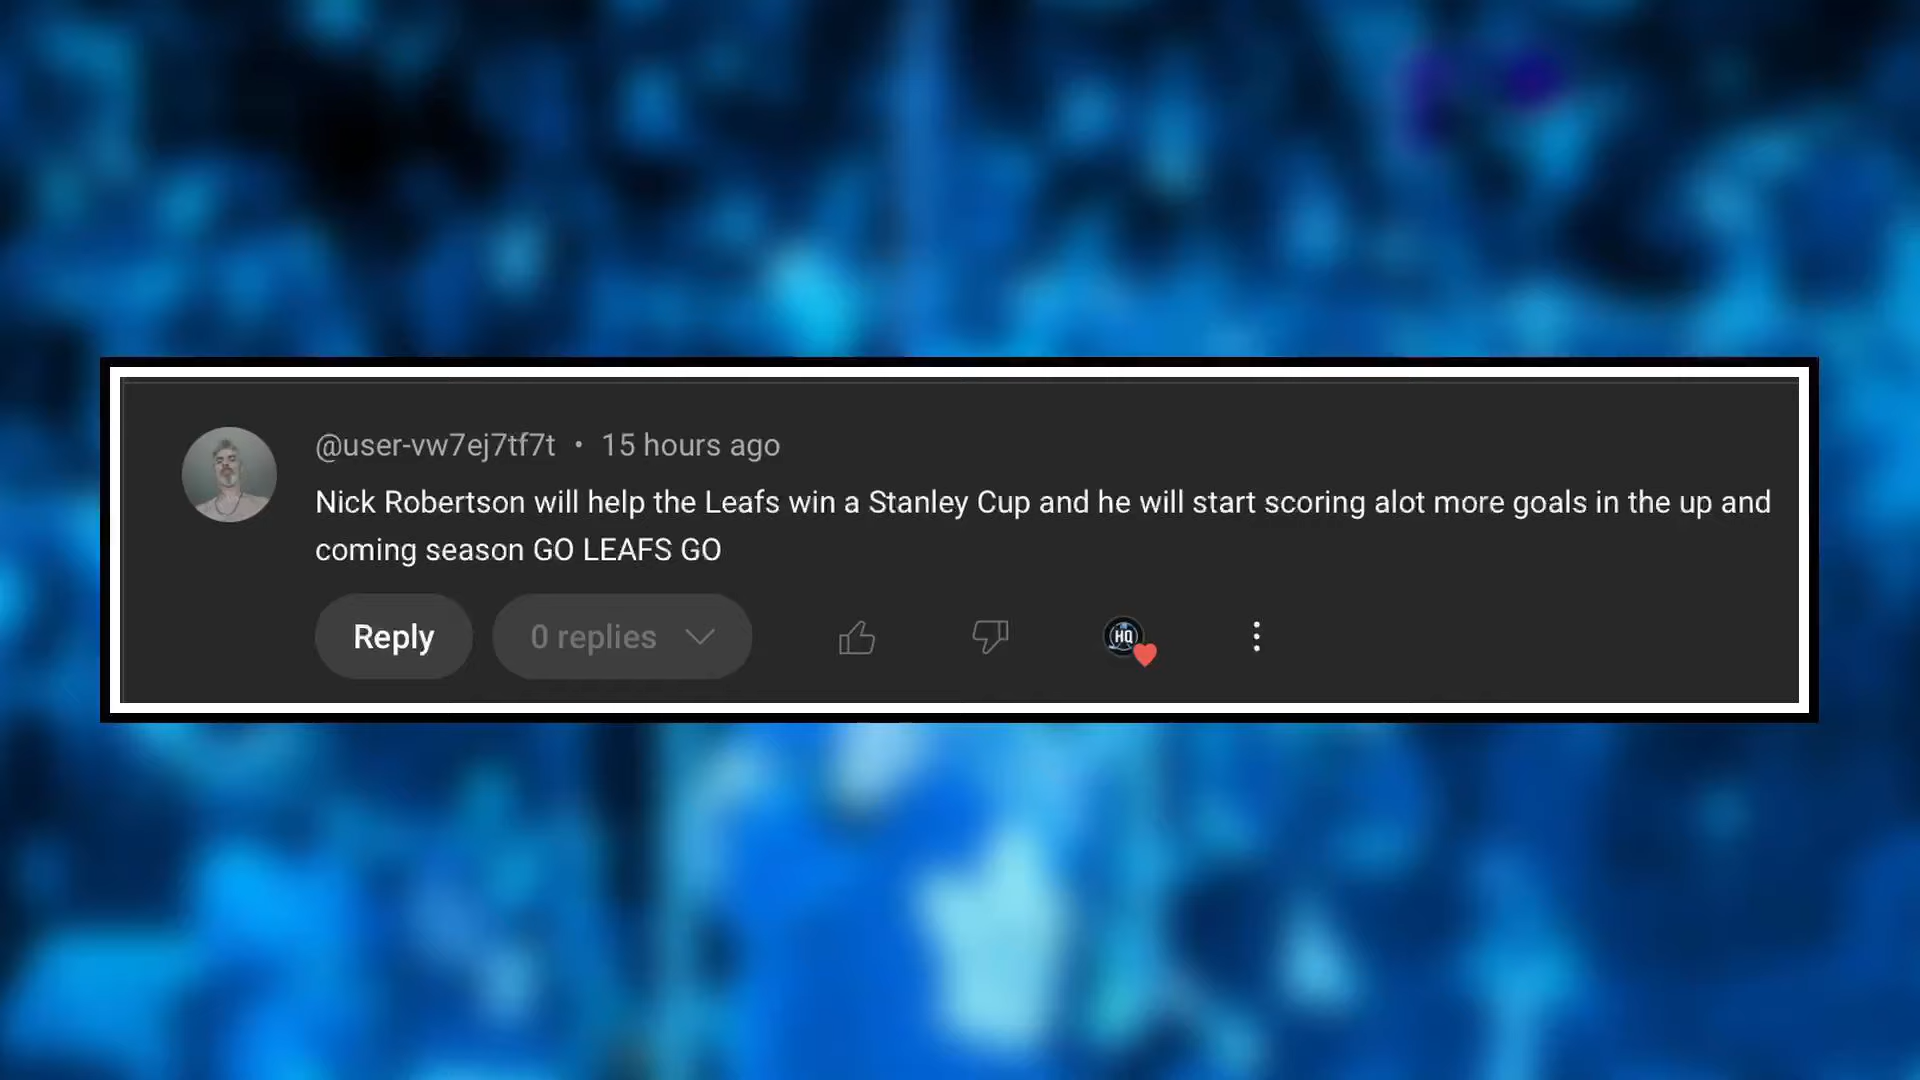 @user-vw7ej7tf7t • 15 hours ago
Nick Robertson will help the Leafs win a Stanley Cup and he will start scoring alot more goals in the up and
coming season GO LEAFS GO
Reply 0 replies HQ